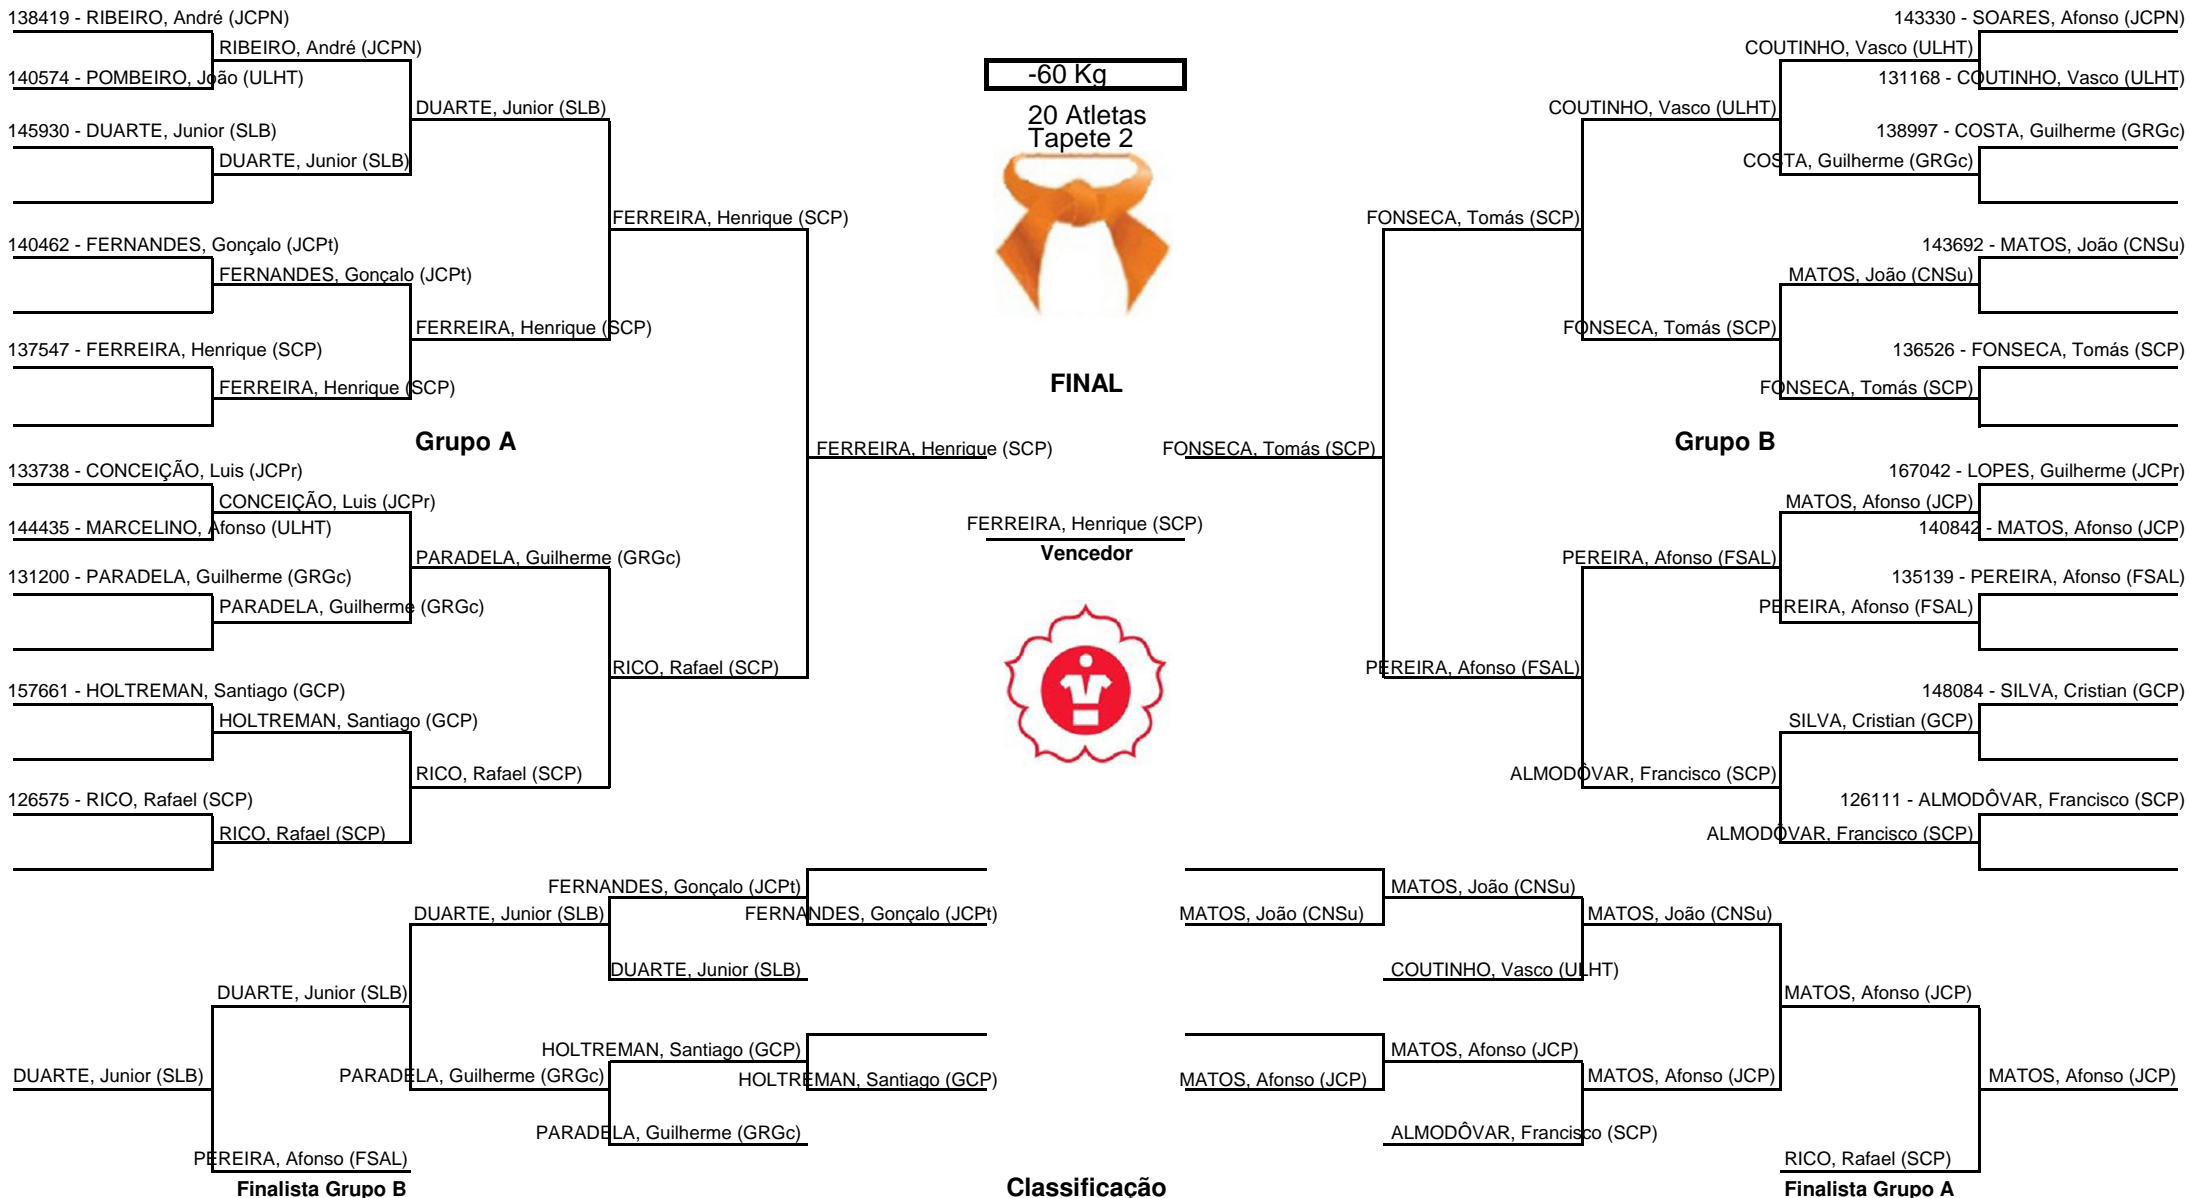 138419 - RIBEIRO, André (JCPN)
RIBEIRO, André (JCPN)
140574 - POMBEIRO, João (ULHT)
DUARTE, Junior (SLB)
145930 - DUARTE, Junior (SLB)
DUARTE, Junior (SLB)
FERREIRA, Henrique (SCP)
140462 - FERNANDES, Gonçalo (JCPt)
FERNANDES, Gonçalo (JCPt)
FERREIRA, Henrique (SCP)
137547 - FERREIRA, Henrique (SCP)
FERREIRA, Henrique (SCP)
Grupo A
FERREIRA, Henrique (SCP)
133738 - CONCEIÇÃO, Luis (JCPr)
CONCEIÇÃO, Luis (JCPr)
144435 - MARCELINO, Afonso (ULHT)
PARADELA, Guilherme (GRGc)
131200 - PARADELA, Guilherme (GRGc)
PARADELA, Guilherme (GRGc)
RICO, Rafael (SCP)
157661 - HOLTREMAN, Santiago (GCP)
HOLTREMAN, Santiago (GCP)
RICO, Rafael (SCP)
126575 - RICO, Rafael (SCP)
RICO, Rafael (SCP)
-60 Kg
20 Atletas
Tapete 2
FINAL
FERREIRA, Henrique (SCP)
Vencedor
143330 - SOARES, Afonso (JCPN)
COUTINHO, Vasco (ULHT)
131168 - COUTINHO, Vasco (ULHT)
COUTINHO, Vasco (ULHT)
138997 - COSTA, Guilherme (GRGc)
COSTA, Guilherme (GRGc)
FONSECA, Tomás (SCP)
143692 - MATOS, João (CNSu)
MATOS, João (CNSu)
FONSECA, Tomás (SCP)
136526 - FONSECA, Tomás (SCP)
FONSECA, Tomás (SCP)
Grupo B
FONSECA, Tomás (SCP)
167042 - LOPES, Guilherme (JCPr)
MATOS, Afonso (JCP)
140842 - MATOS, Afonso (JCP)
PEREIRA, Afonso (FSAL)
135139 - PEREIRA, Afonso (FSAL)
PEREIRA, Afonso (FSAL)
PEREIRA, Afonso (FSAL)
148084 - SILVA, Cristian (GCP)
SILVA, Cristian (GCP)
ALMODÔVAR, Francisco (SCP)
126111 - ALMODÔVAR, Francisco (SCP)
ALMODÔVAR, Francisco (SCP)
FERNANDES, Gonçalo (JCPt)
DUARTE, Junior (SLB)
FERNANDES, Gonçalo (JCPt)
DUARTE, Junior (SLB)
DUARTE, Junior (SLB)
HOLTREMAN, Santiago (GCP)
DUARTE, Junior (SLB)
PARADELA, Guilherme (GRGc)
HOLTREMAN, Santiago (GCP)
PARADELA, Guilherme (GRGc)
PEREIRA, Afonso (FSAL)
Finalista Grupo B
MATOS, João (CNSu)
MATOS, João (CNSu)
MATOS, João (CNSu)
COUTINHO, Vasco (ULHT)
MATOS, Afonso (JCP)
MATOS, Afonso (JCP)
MATOS, Afonso (JCP)
MATOS, Afonso (JCP)
MATOS, Afonso (JCP)
ALMODÔVAR, Francisco (SCP)
RICO, Rafael (SCP)
Classificação
Finalista Grupo A